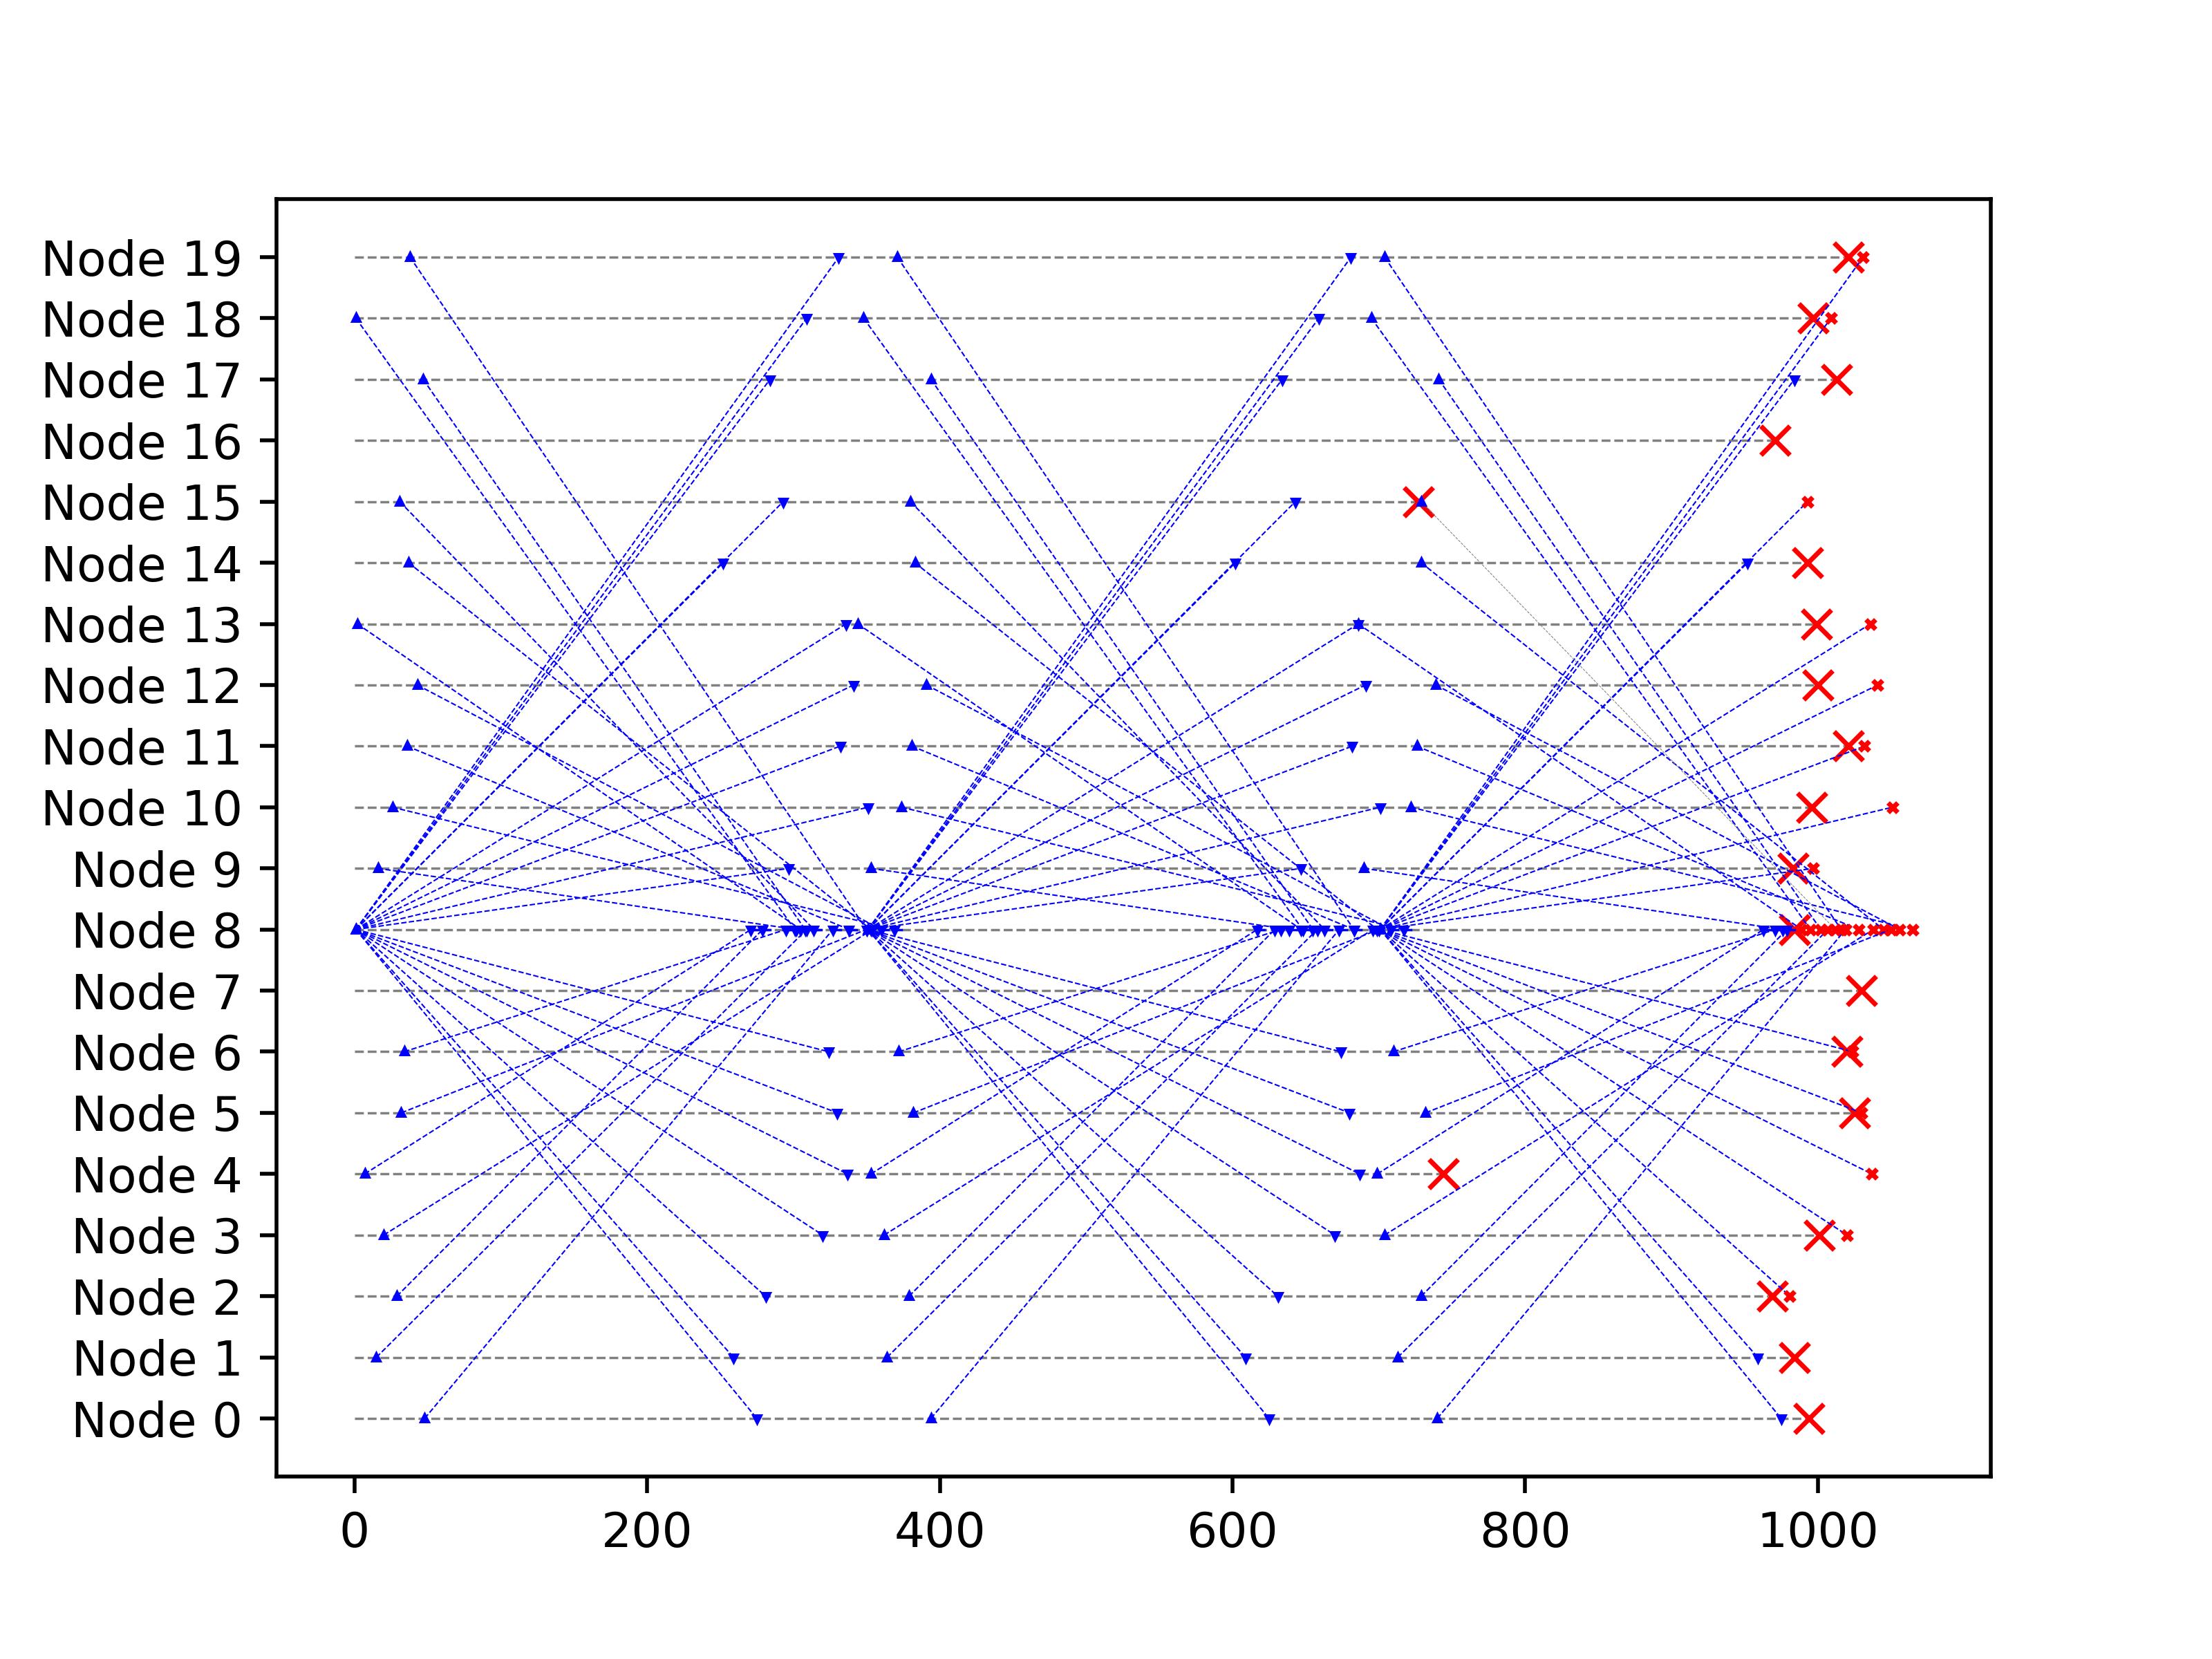 Node 19
Node 18
Node 17
Node 16
Node 15
Node 14
Node 13
Node 12
Node 11
Node 10
Node 9
Node 8
Node 7
Node 6
Node 5
Node 4
Node 3
Node 2
Node 1
Node 0
0 200 400 600 800 1000